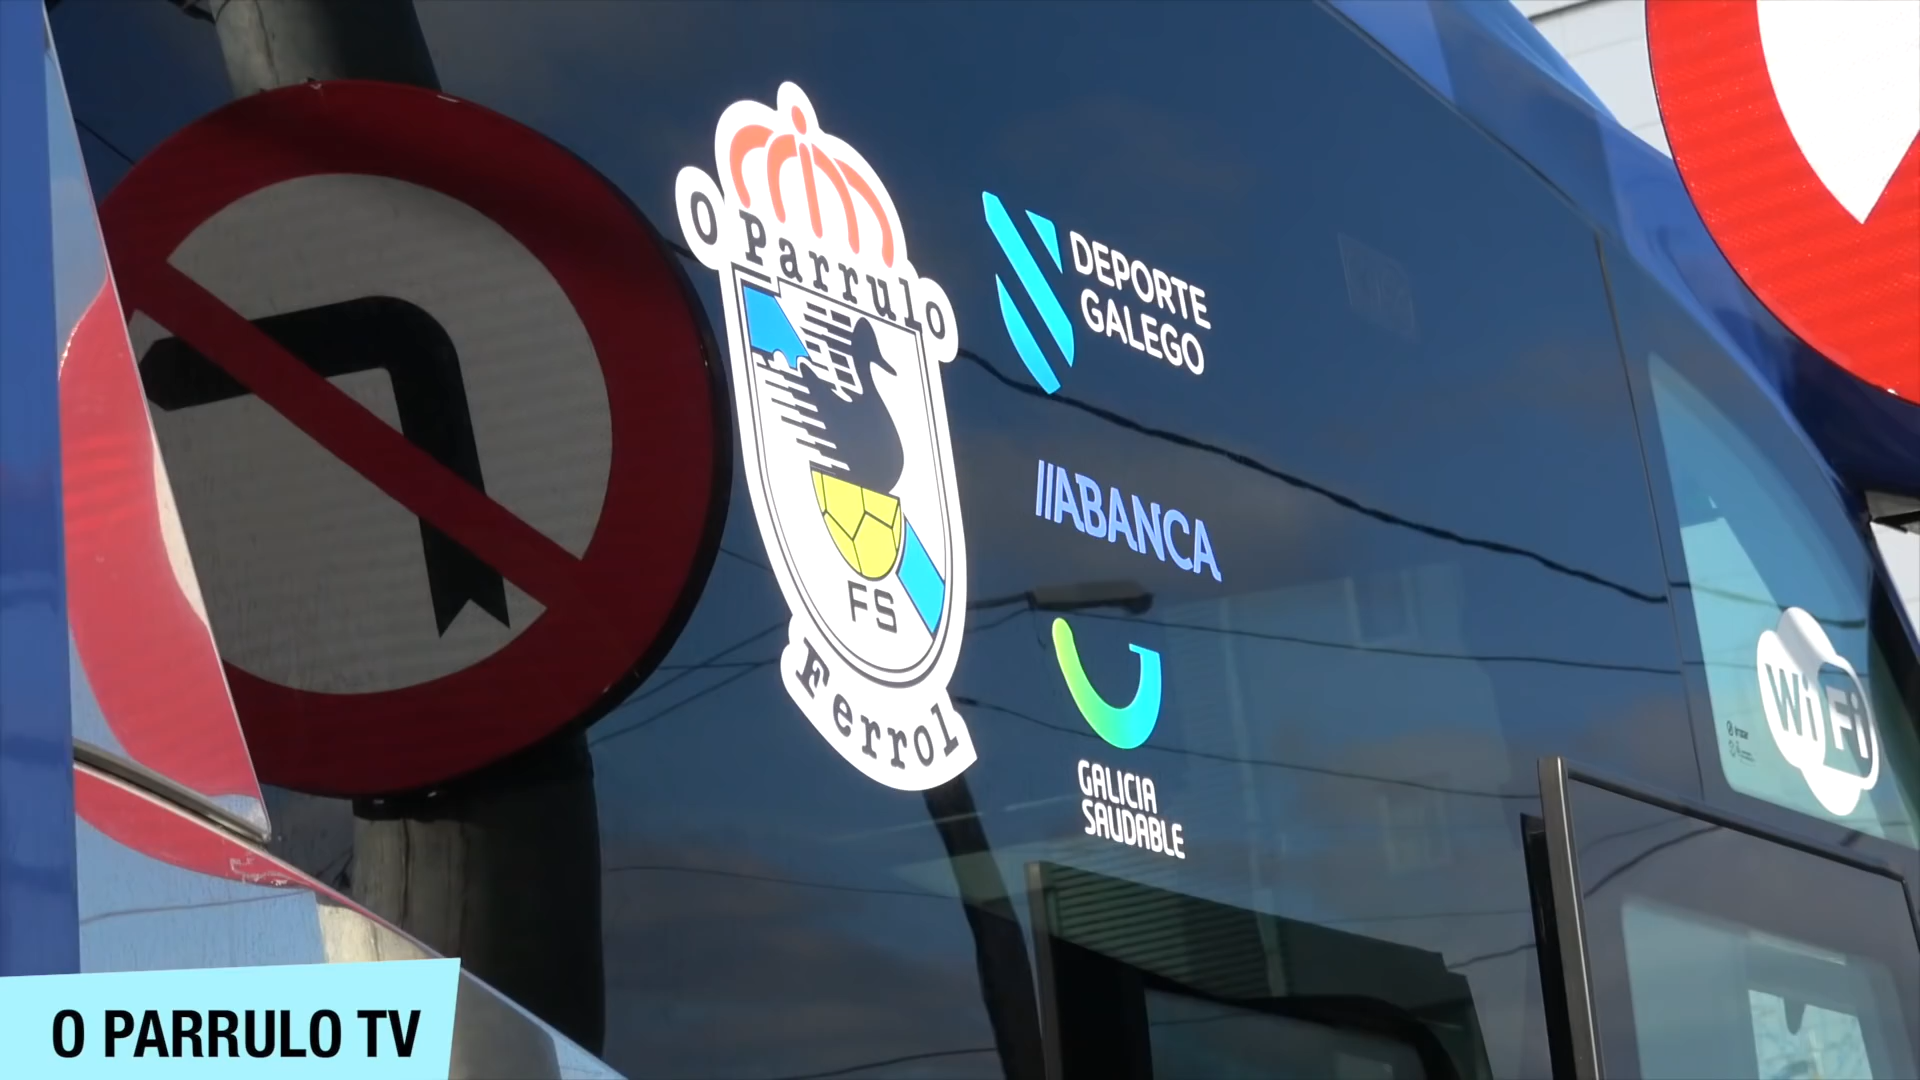 O Parrulo
FS
Ferrol
DEPORTE
GALEGO
ABANCA
GALICIA
SAUDABLE
WiFi
O PARRULO TV